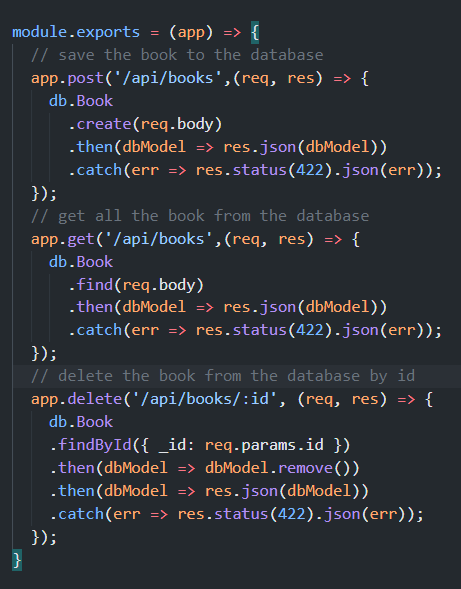 module.exports = (app) => {
  // save the book to the database
  app.post('/api/books',(req, res) => {
    db.Book
      .create(req.body)
      .then(dbModel => res.json(dbModel))
      .catch(err => res.status(422).json(err));
  });
  // get all the book from the database
  app.get('/api/books',(req, res) => {
    db.Book
      .find(req.body)
      .then(dbModel => res.json(dbModel))
      .catch(err => res.status(422).json(err));
  });
  // delete the book from the database by id
  app.delete('/api/books/:id', (req, res) => {
    db.Book
    .findById({ _id: req.params.id })
    .then(dbModel => dbModel.remove())
    .then(dbModel => res.json(dbModel))
    .catch(err => res.status(422).json(err));
  });
}